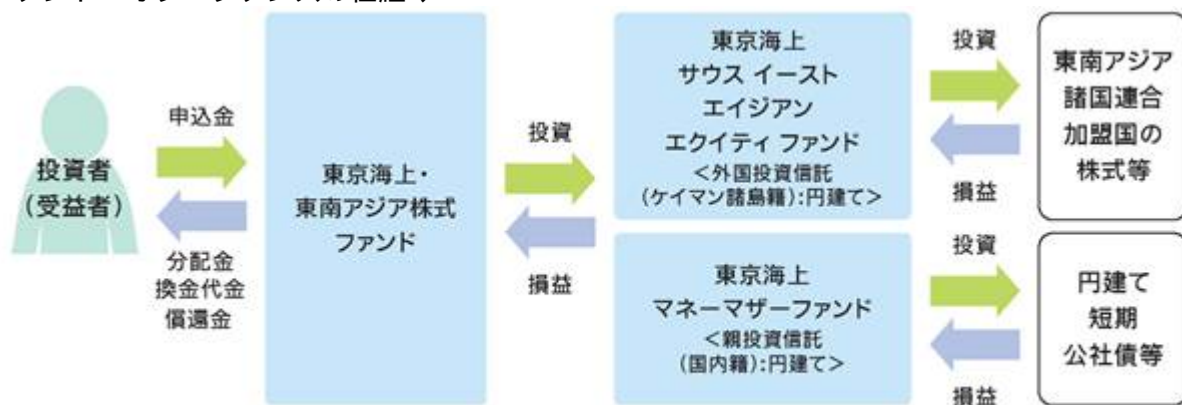 投資者
(受益者)
申込金
分配金
換金代金
償還金
東京海上・
東南アジア株式
ファンド
投資
損益
東京海上
サウス イースト
エイジアン
エクイティ ファンド
<外国投資信託
(ケイマン諸島籍):円建て>
投資
損益
東南アジア
諸国連合
加盟国の
株式等
東京海上
マネーマザーファンド
<親投資信託
(国内籍):円建て>
投資
損益
円建て
短期
公社債等